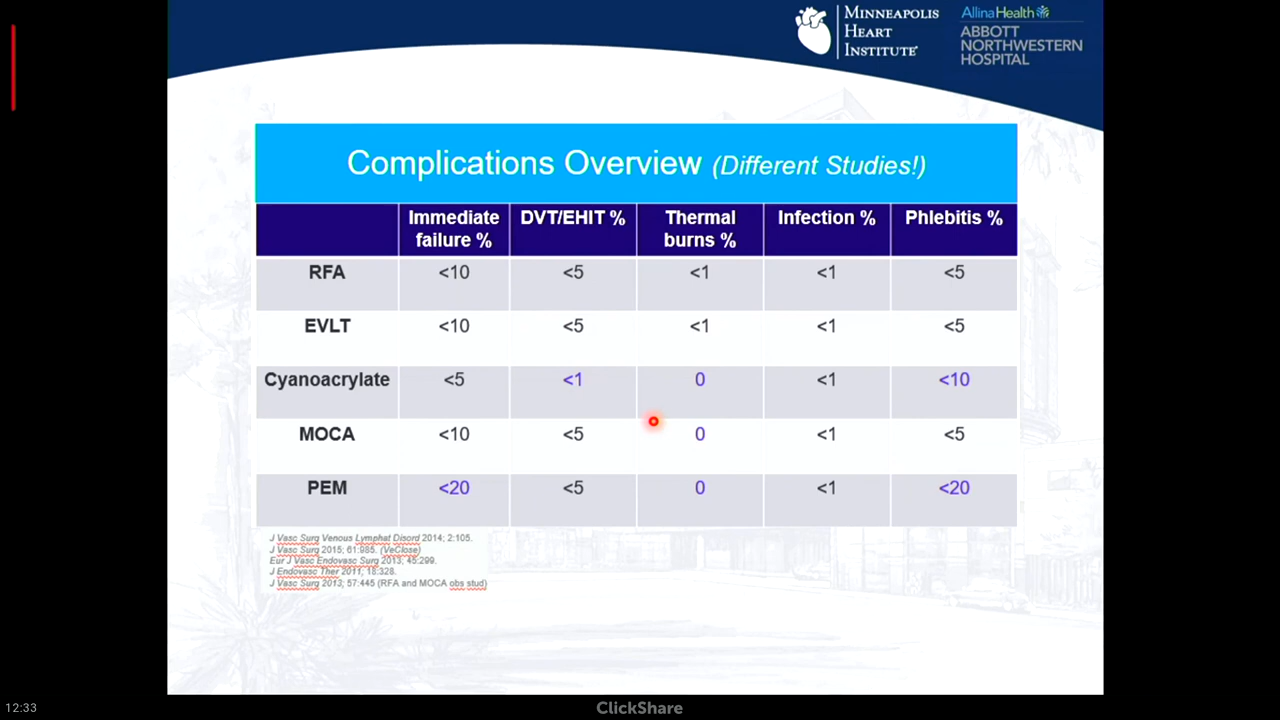 MINNEAPOLIS
HEART
INSTITUTE
AllinaHealth
ABBOTT
NORTHWESTERN
HOSPITAL
Complications Overview (Different Studies!)
Immediate failure % DVT/EHIT % Thermal burns % Infection % Phlebitis %
RFA <10 <5 <1 <1 <5
EVLT <10 <5 <1 <1 <5
Cyanoacrylate <5 <1 0 <1 <10
MOCA <10 <5 0 <1 <5
PEM <20 <5 0 <1 <20
J Vasc Surg Venous Lymphat Disord 2014; 2:105.
J Vasc Surg 2015; 61:985. (VeClose)
Eur J Vasc Endovasc Surg 2013; 45:299.
J Endovasc Ther 2011; 18:328.
J Vasc Surg 2013; 57:445 (RFA and MOCA obs stud)
12:33
ClickShare